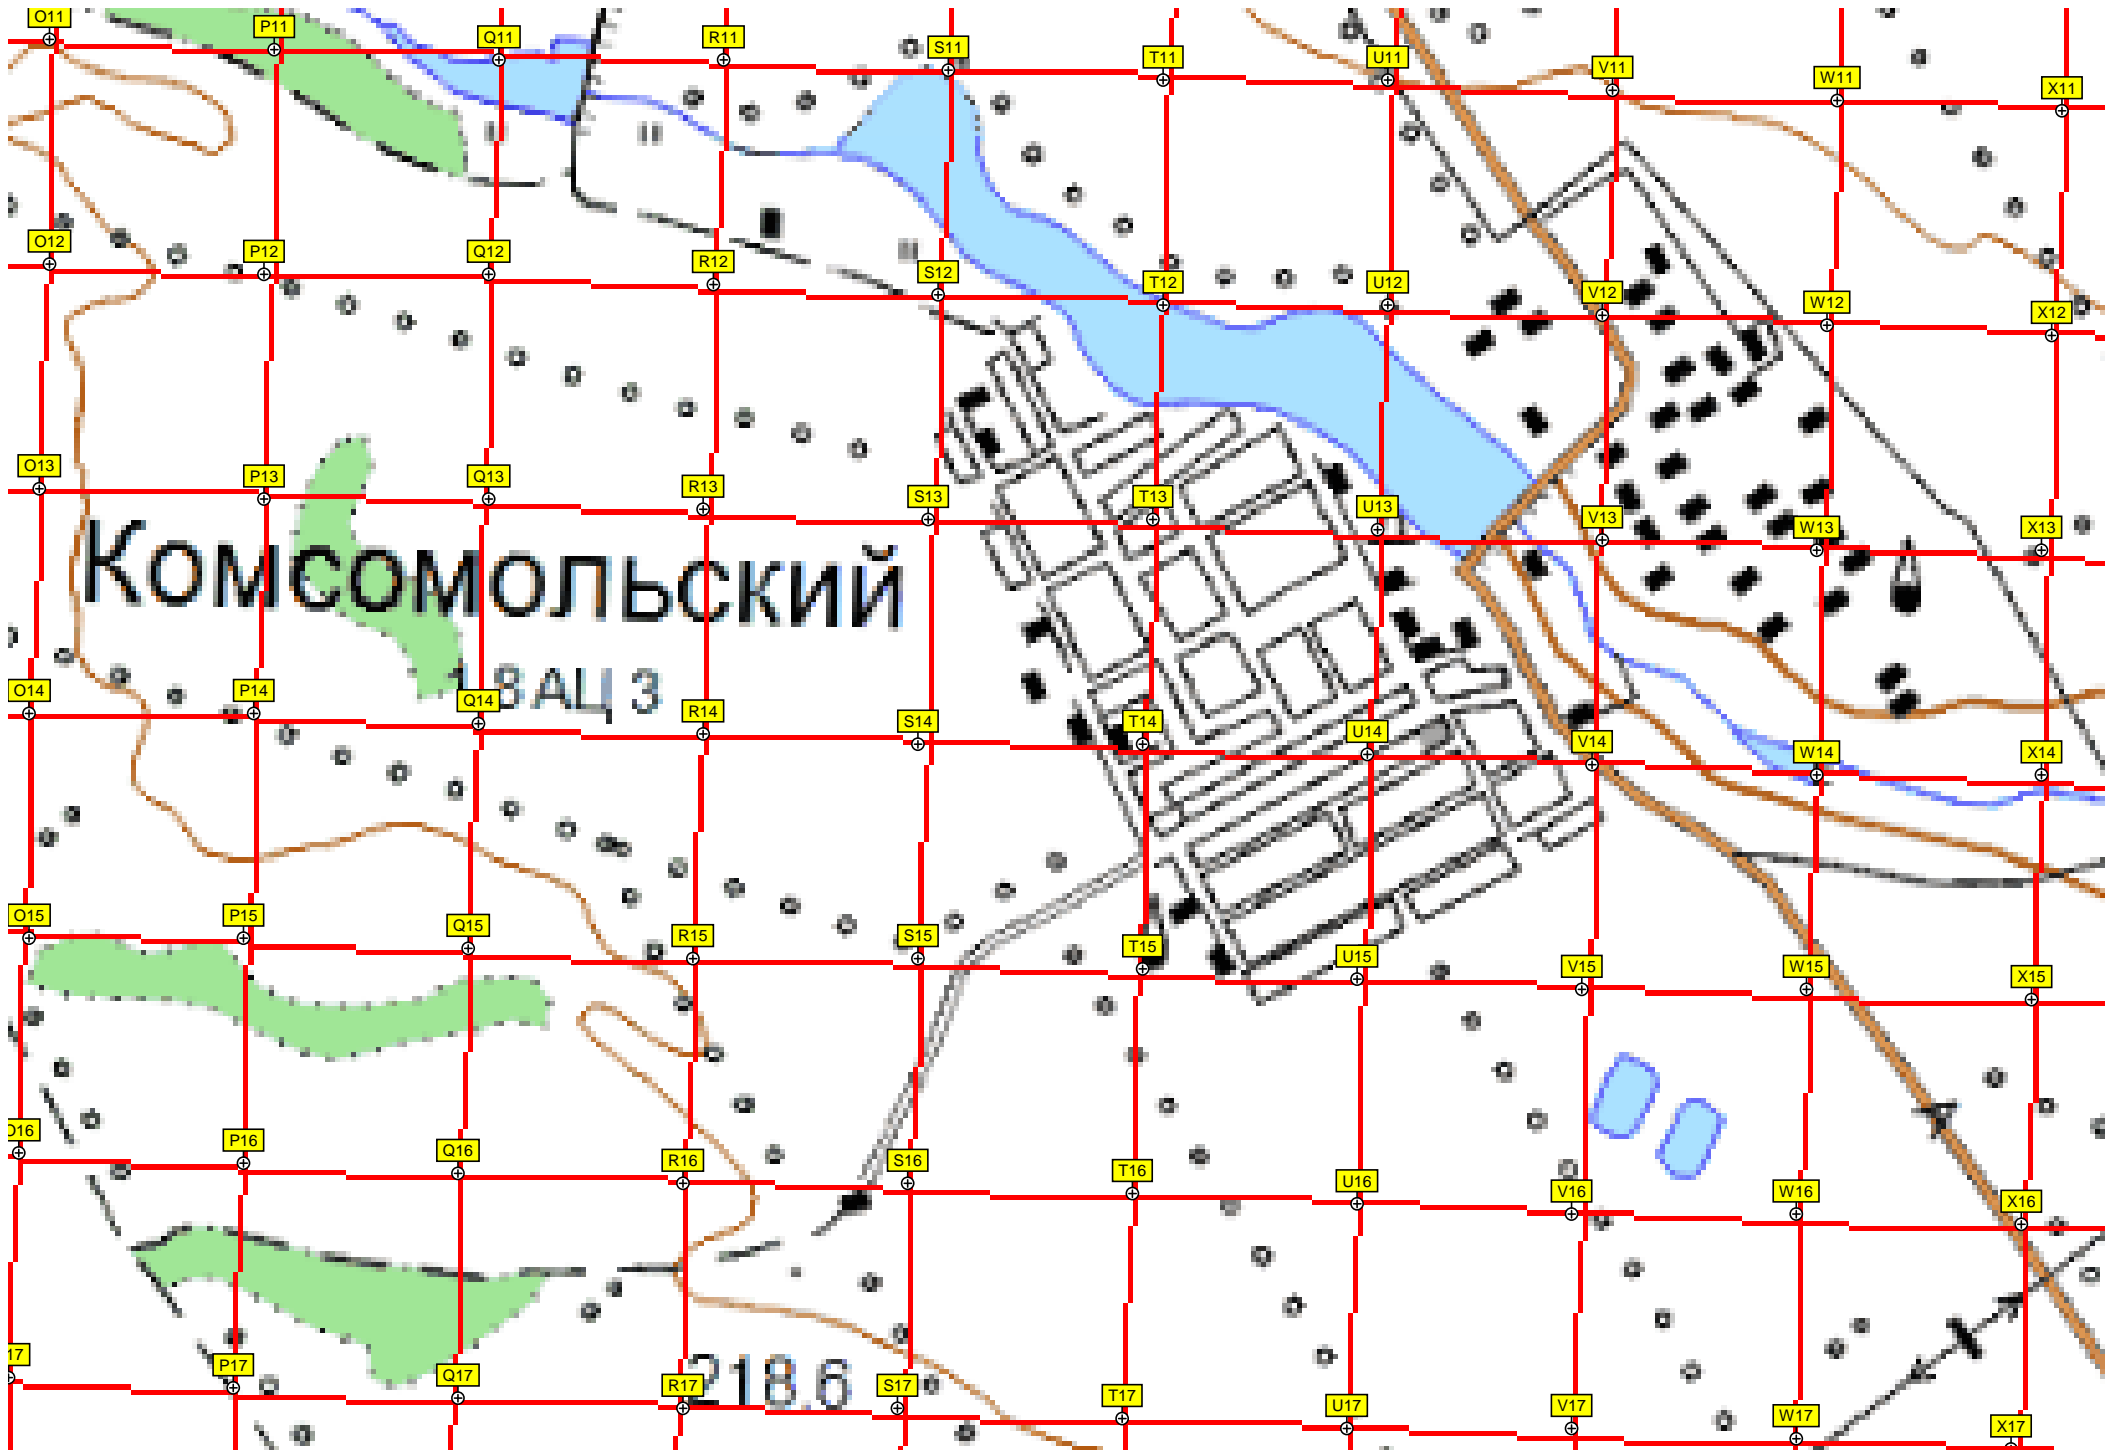 O11 P11 Q11 R11 S11 T11 U11 V11 W11 X11
O12 P12 Q12 R12 S12 T12 U12 V12 W12 X12
O13 P13 Q13 R13 S13 T13 U13 V13 W13 X13
Комсомольский
ЗАЦ 3
O14 P14 Q14 R14 S14 T14 U14 V14 W14 X14
O15 P15 Q15 R15 S15 T15 U15 V15 W15 X15
O16 P16 Q16 R16 S16 T16 U16 V16 W16 X16
17 P17 Q17 R17 S17 T17 U17 V17 W17 X17
218.6